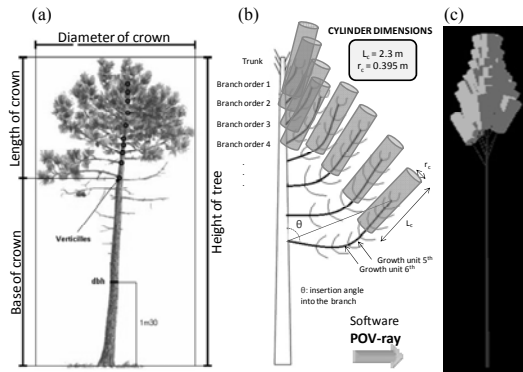 (a)
Diameter of crown
Length of crown
Base of crown
Height of tree
Verticilles
dbh
1m30
(b)
CYLINDER DIMENSIONS
Lc = 2.3 m
rc = 0.395 m
Trunk
Branch order 1
Branch order 2
Branch order 3
Branch order 4
.
.
.
rc
Lc
θ
Growth unit 5th
Growth unit 6th
θ: insertion angle
into the branch
Software
POV-ray
(c)